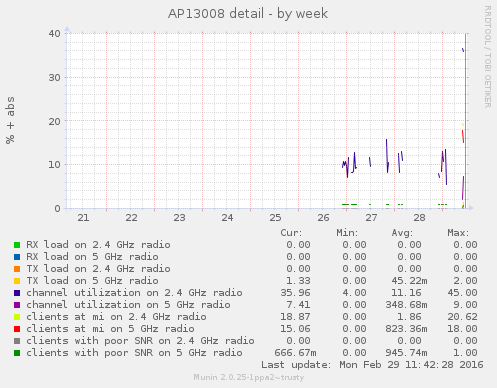 AP13008 detail - by week
RRDTOOL / TOBI OETIKER
% + abs
40
30
20
10
0
21 22 23 24 25 26 27 28
Cur: Min: Avg: Max:
RX load on 2.4 GHz radio 0.00 0.00 0.00 0.00
RX load on 5 GHz radio 0.00 0.00 0.00 0.00
TX load on 2.4 GHz radio 0.00 0.00 0.00 0.00
TX load on 5 GHz radio 1.33 0.00 45.22m 2.00
channel utilization on 2.4 GHz radio 35.96 4.00 11.16 45.00
channel utilization on 5 GHz radio 7.41 0.00 348.68m 9.00
clients at mi on 2.4 GHz radio 18.87 0.00 1.86 20.62
clients at mi on 5 GHz radio 15.06 0.00 823.36m 18.00
clients with poor SNR on 2.4 GHz radio 0.00 0.00 0.00 0.00
clients with poor SNR on 5 GHz radio 666.67m 0.00 945.74m 1.00
Last update: Mon Feb 29 11:42:28 2016
Munin 2.0.25-1ppa2~trusty